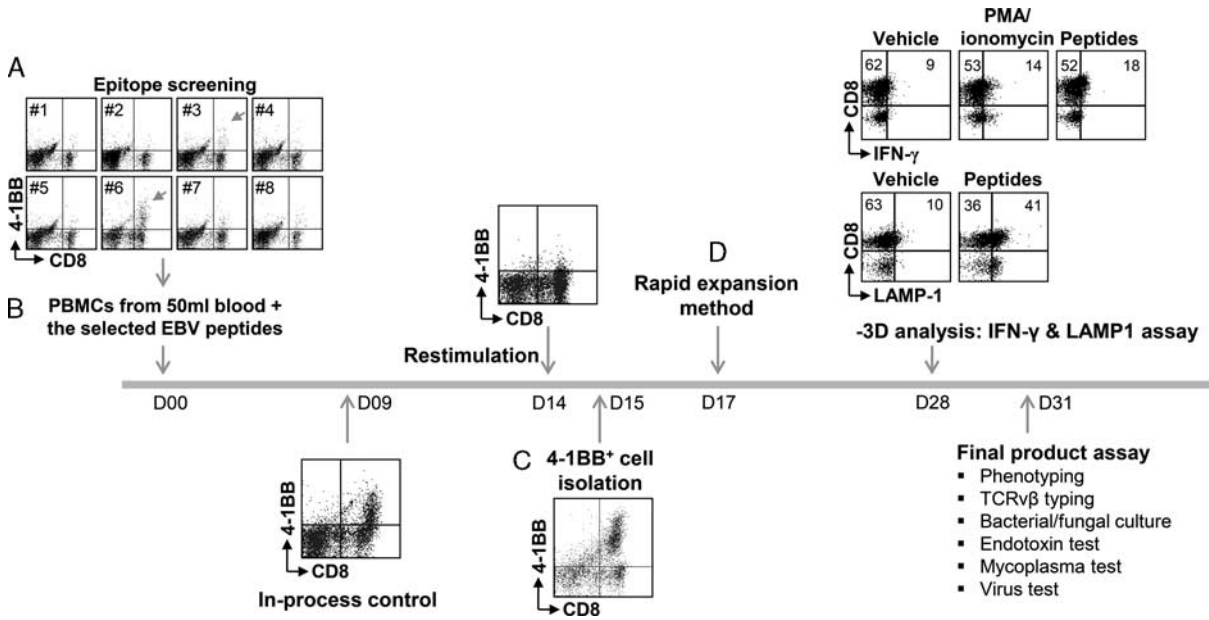 A
Epitope screening
#1
#2
#3
#4
#5
#6
#7
#8
4-1BB
CD8
B
PBMCs from 50ml blood +
the selected EBV peptides
4-1BB
CD8
Restimulation
D
Rapid expansion
method
Vehicle
PMA/
ionomycin
Peptides
62
9
53
14
52
18
CD8
IFN-γ
Vehicle
Peptides
63
10
36
41
CD8
LAMP-1
-3D analysis: IFN-γ & LAMP1 assay
D00
D09
D14
D15
D17
D28
D31
4-1BB
CD8
In-process control
C
4-1BB⁺ cell
isolation
4-1BB
CD8
Final product assay
▪ Phenotyping
▪ TCRvβ typing
▪ Bacterial/fungal culture
▪ Endotoxin test
▪ Mycoplasma test
▪ Virus test